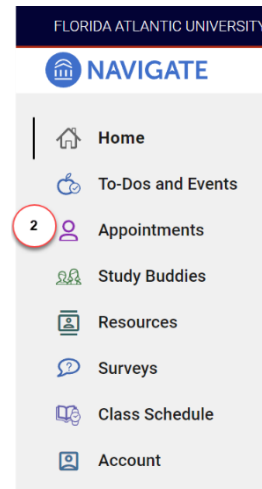 FLORIDA ATLANTIC UNIVERSITY
NAVIGATE
Home
To-Dos and Events
2
Appointments
Study Buddies
Resources
Surveys
Class Schedule
Account